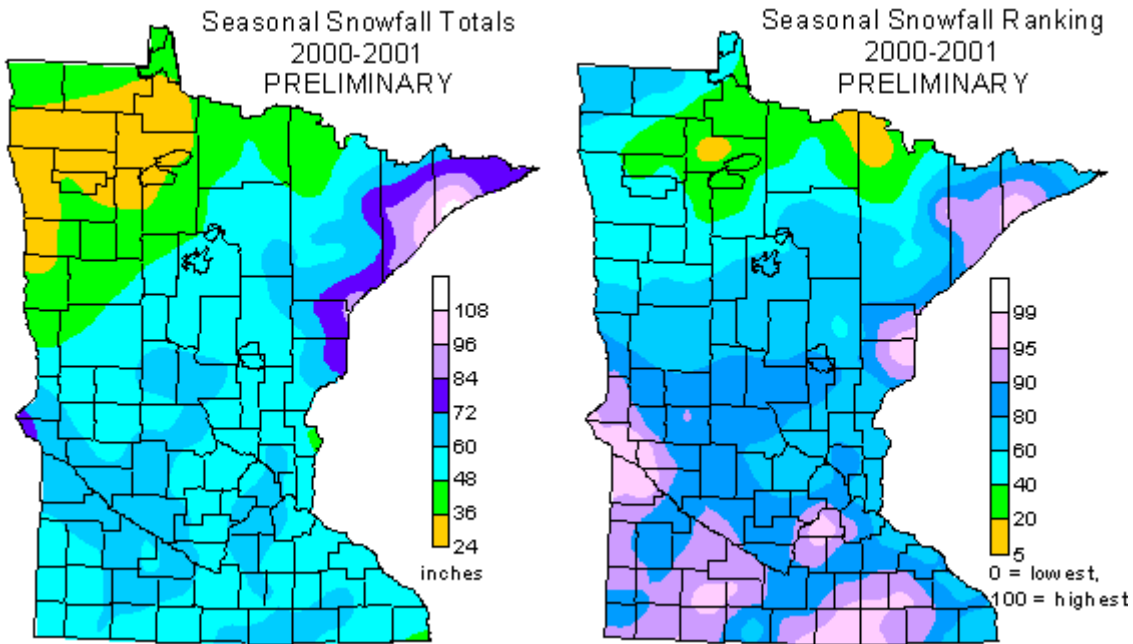 Seasonal Snowfall Totals
2000-2001
PRELIMINARY
108
96
84
72
60
48
36
24
inches
Seasonal Snowfall Ranking
2000-2001
PRELIMINARY
99
95
90
80
60
40
20
5
0 = lowest,
100 = highest